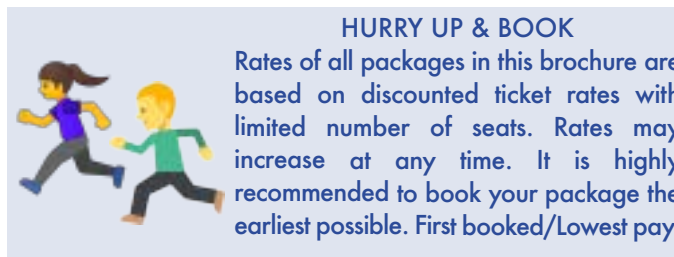 HURRY UP & BOOK
Rates of all packages in this brochure are
based on discounted ticket rates with
limited number of seats. Rates may
increase at any time. It is highly
recommended to book your package the
earliest possible. First booked/Lowest pay